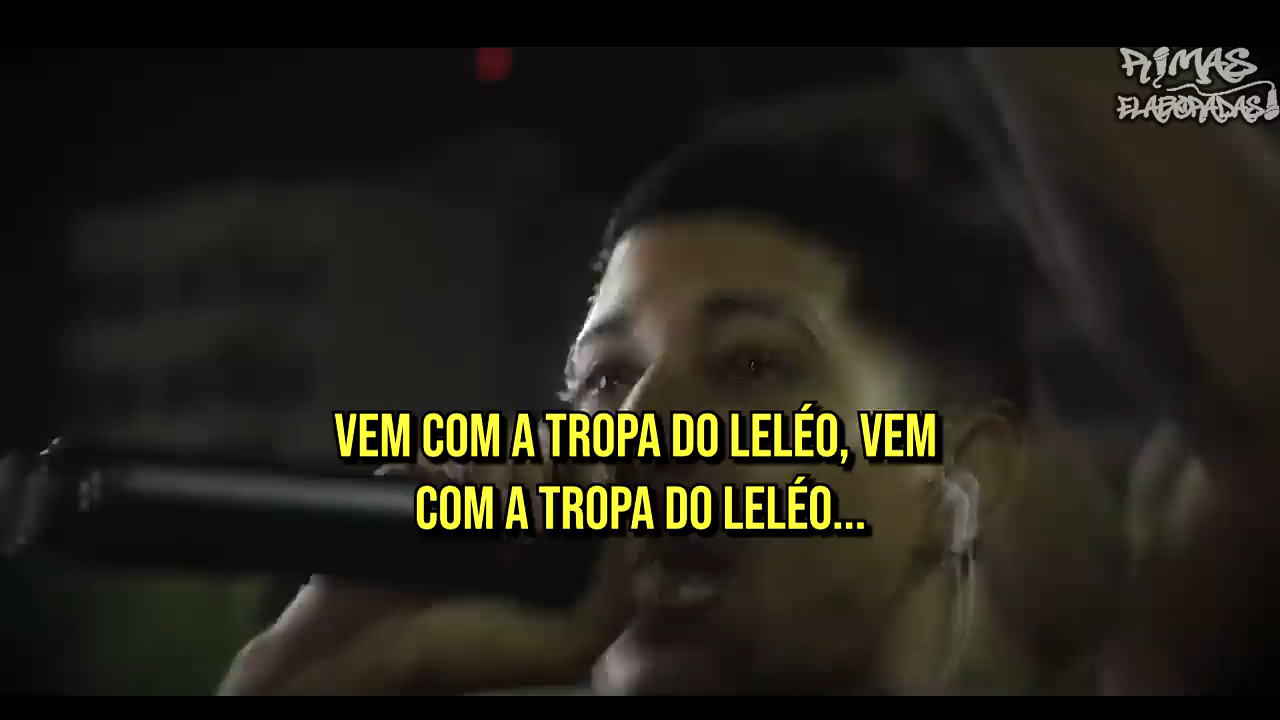 RIMAS
ELABORADAS!
VEM COM A TROPA DO LELÉO, VEM
COM A TROPA DO LELÉO...